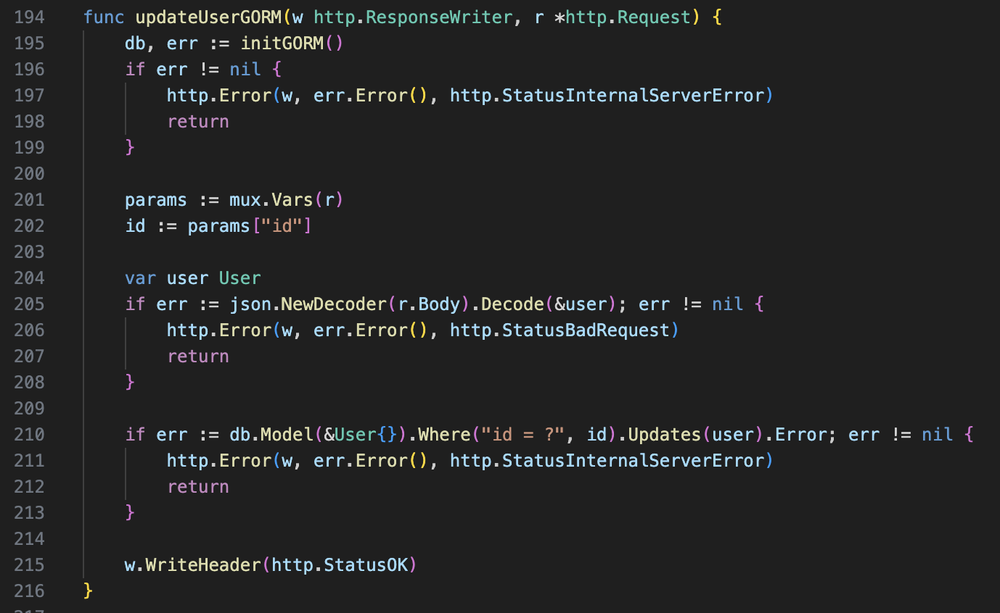 194 func updateUserGORM(w http.ResponseWriter, r *http.Request) {
195     db, err := initGORM()
196     if err != nil {
197         http.Error(w, err.Error(), http.StatusInternalServerError)
198         return
199     }
200
201     params := mux.Vars(r)
202     id := params["id"]
203
204     var user User
205     if err := json.NewDecoder(r.Body).Decode(&user); err != nil {
206         http.Error(w, err.Error(), http.StatusBadRequest)
207         return
208     }
209
210     if err := db.Model(&User{}).Where("id = ?", id).Updates(user).Error; err != nil {
211         http.Error(w, err.Error(), http.StatusInternalServerError)
212         return
213     }
214
215     w.WriteHeader(http.StatusOK)
216 }